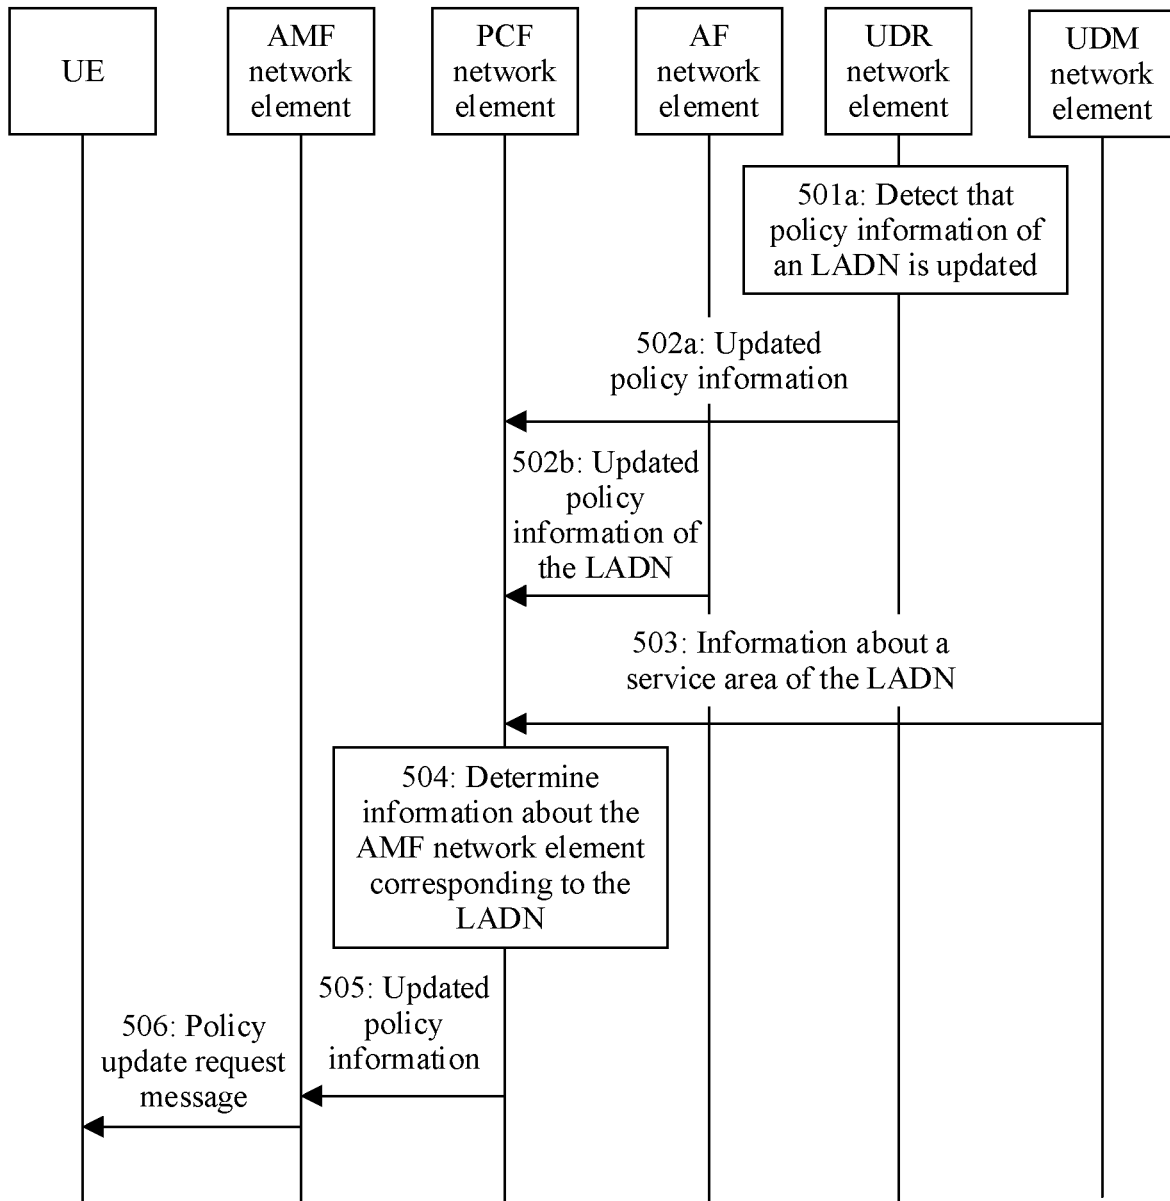 UE
AMF
network
element
PCF
network
element
AF
network
element
UDR
network
element
UDM
network
element
501a: Detect that
policy information of
an LADN is updated
502a: Updated
policy information
502b: Updated
policy
information of
the LADN
503: Information about a
service area of the LADN
504: Determine
information about the
AMF network element
corresponding to the
LADN
505: Updated
policy
information
506: Policy
update request
message